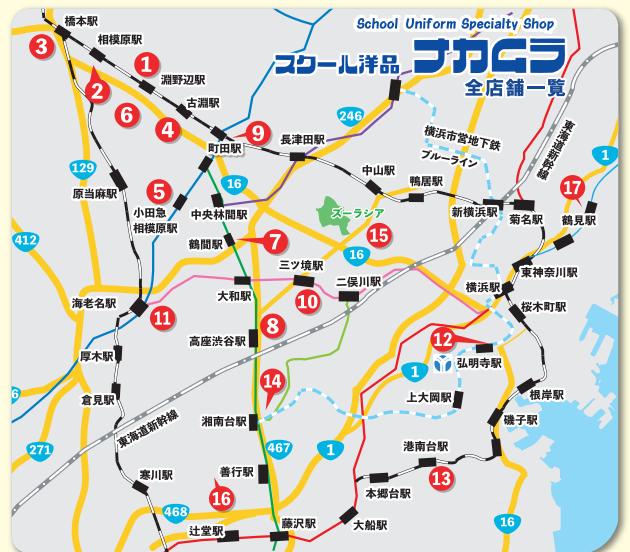 School Uniform Specialty Shop
スクール洋品 ナカムラ
全店舗一覧
橋本駅
3
相模原駅
1
2
淵野辺駅
6
古淵駅
4
9
町田駅
長津田駅
246
横浜市営地下鉄
ブルーライン
東海道新幹線
1
129
原当麻駅
5
小田急
相模原駅
16
中央林間駅
中山駅
鴨居駅
新横浜駅
菊名駅
17
鶴見駅
ズーラシア
412
鶴間駅
7
15
16
三ツ境駅
二俣川駅
東神奈川駅
横浜駅
海老名駅
11
大和駅
10
桜木町駅
高座渋谷駅
8
12
弘明寺駅
厚木駅
倉見駅
14
1
上大岡駅
根岸駅
6
東海道新幹線
湘南台駅
磯子駅
271
467
1
港南台駅
13
寒川駅
善行駅
16
本郷台駅
468
辻堂駅
藤沢駅
大船駅
16